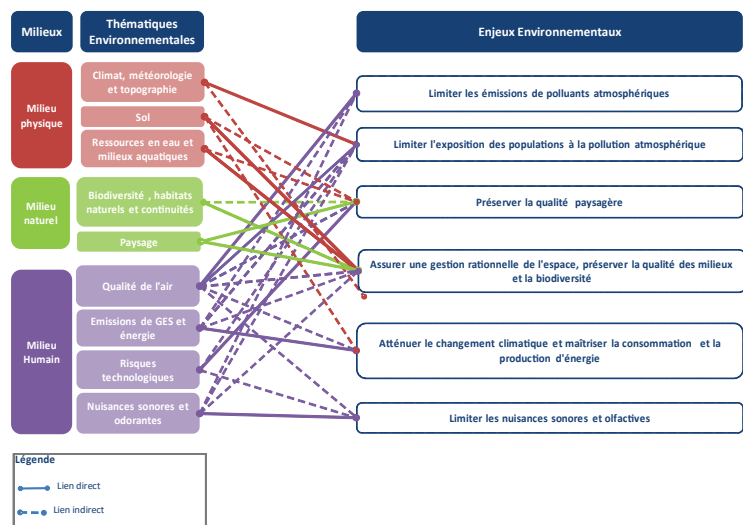 Milieux
Thématiques
Environnementales
Enjeux Environnementaux
Milieu
physique
Climat, météorologie
et topographie
Sol
Ressources en eau et
milieux aquatiques
Milieu
naturel
Biodiversité , habitats
naturels et continuités
Paysage
Milieu
Humain
Qualité de l'air
Emissions de GES et
énergie
Risques
technologiques
Nuisances sonores et
odorantes
Limiter les émissions de polluants atmosphériques
Limiter l'exposition des populations à la pollution atmosphérique
Préserver la qualité paysagère
Assurer une gestion rationnelle de l'espace, préserver la qualité des milieux
et la biodiversité
Atténuer le changement climatique et maîtriser la consommation et la
production d'énergie
Limiter les nuisances sonores et olfactives
Légende
Lien direct
Lien indirect